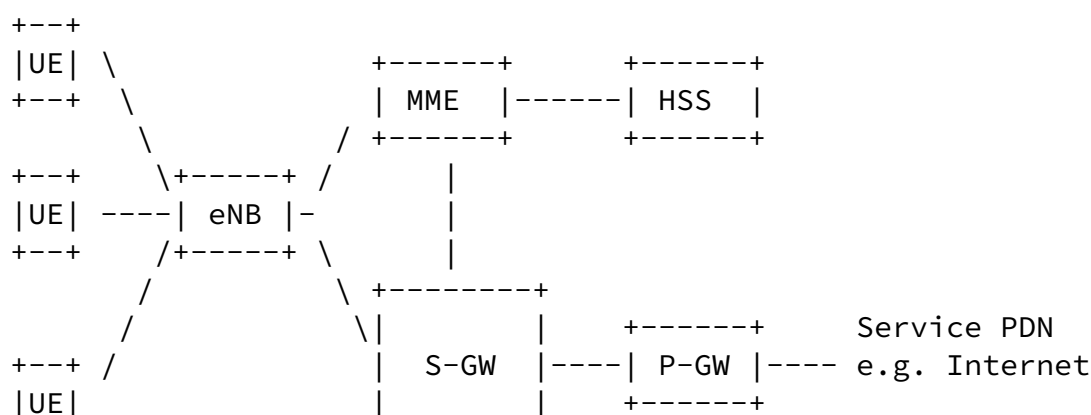 +--+
|UE| \                +------+      +------+
+--+  \               | MME  |------| HSS  |
       \            / +------+      +------+
+--+    \+-----+ /        |
|UE| ----| eNB |-         |
+--+    /+-----+ \        |
       /          \ +--------+
      /            \|        |    +------+     Service PDN
+--+ /              |  S-GW  |----| P-GW |---- e.g. Internet
|UE|                |        |    +------+